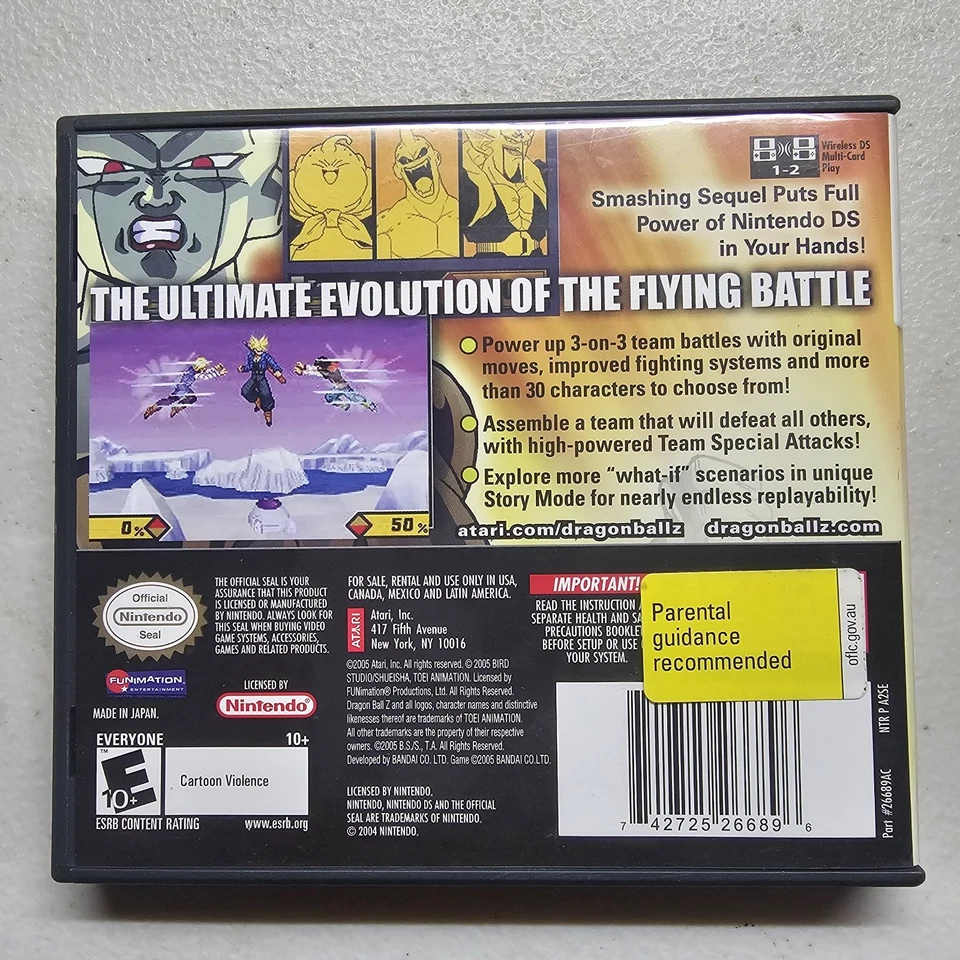 Wireless DS
Multi-Card
Play
1-2
Smashing Sequel Puts Full
Power of Nintendo DS
in Your Hands!
THE ULTIMATE EVOLUTION OF THE FLYING BATTLE
Power up 3-on-3 team battles with original
moves, improved fighting systems and more
than 30 characters to choose from!
Assemble a team that will defeat all others,
with high-powered Team Special Attacks!
Explore more “what-if” scenarios in unique
Story Mode for nearly endless replayability!
0%
50%
atari.com/dragonballz dragonballz.com
Official
Nintendo
Seal
THE OFFICIAL SEAL IS YOUR
ASSURANCE THAT THIS PRODUCT
IS LICENSED OR MANUFACTURED
BY NINTENDO. ALWAYS LOOK FOR
THIS SEAL WHEN BUYING VIDEO
GAME SYSTEMS, ACCESSORIES,
GAMES AND RELATED PRODUCTS.
FUNIMATION
ENTERTAINMENT
LICENSED BY
Nintendo®
MADE IN JAPAN.
EVERYONE 10+
E
10+
™
Cartoon Violence
ESRB CONTENT RATING www.esrb.org
FOR SALE, RENTAL AND USE ONLY IN USA,
CANADA, MEXICO AND LATIN AMERICA.
ATARI
Atari, Inc.
417 Fifth Avenue
New York, NY 10016
©2005 Atari, Inc. All rights reserved. © 2005 BIRD
STUDIO/SHUEISHA, TOEI ANIMATION. Licensed by
FUNimation® Productions, Ltd. All Rights Reserved.
Dragon Ball Z and all logos, character names and distinctive
likenesses thereof are trademarks of TOEI ANIMATION.
All other trademarks are the property of their respective
owners. ©2005 B.S./S., T.A. All Rights Reserved.
Developed by BANDAI CO. LTD. Game ©2005 BANDAI CO.LTD.
LICENSED BY NINTENDO.
NINTENDO, NINTENDO DS AND THE OFFICIAL
SEAL ARE TRADEMARKS OF NINTENDO.
© 2004 NINTENDO.
IMPORTANT!
READ THE INSTRUCTION
SEPARATE HEALTH AND
PRECAUTIONS BOOKLET
BEFORE SETUP OR USE
YOUR SYSTEM.
Parental
guidance
recommended
oflc.gov.au
7 42725 26689 6
NTR P A2SE
Part #26689AC